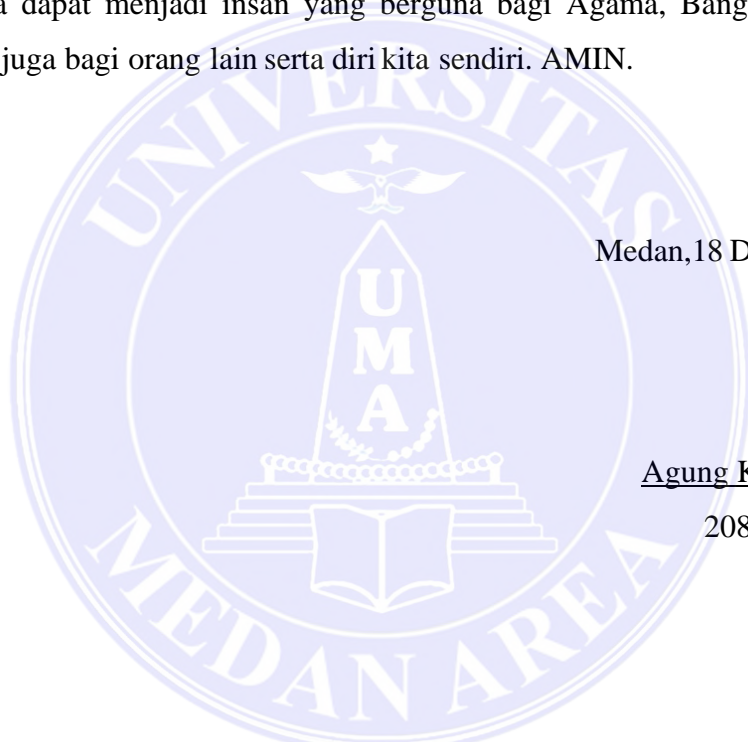 dapat menjadi insan yang berguna bagi Agama,
juga bagi orang lain serta diri kita sendiri. AMIN.
UNIVERSITAS
Medan,18
UMA
Agung
208
MEDAN AREA